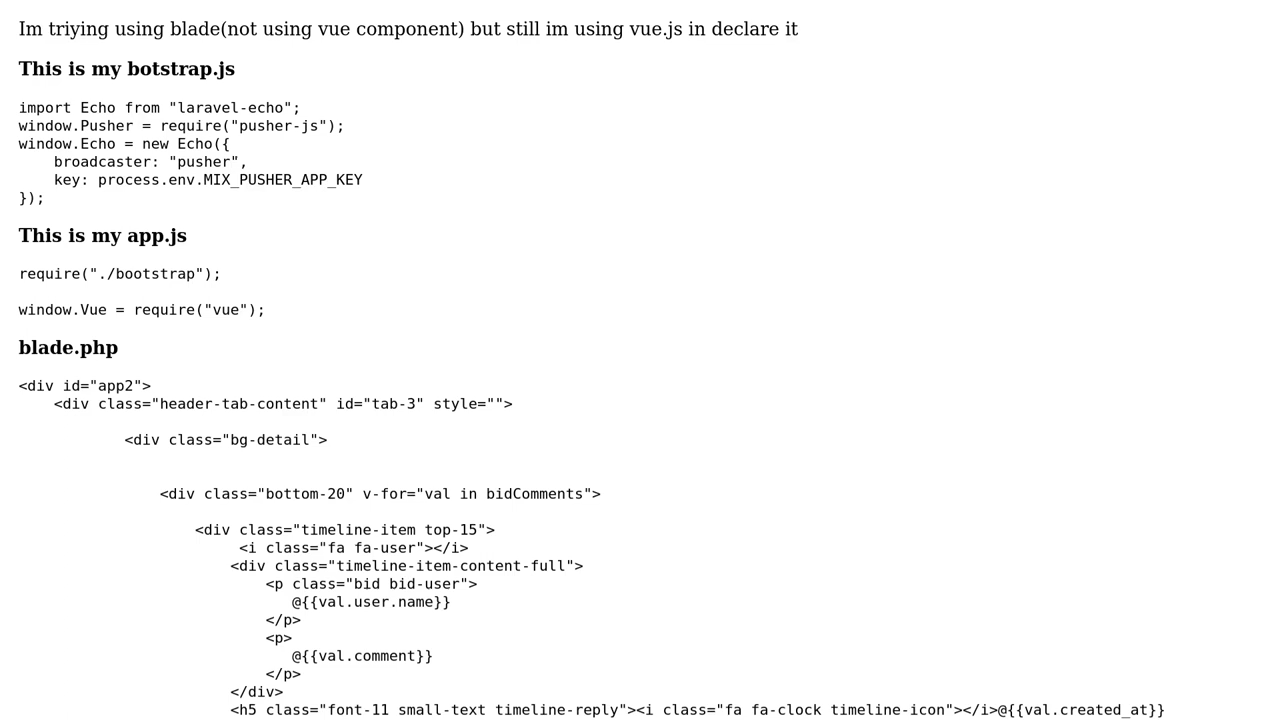 Im triying using blade(not using vue component) but still im using vue.js in declare it
This is my botstrap.js
import Echo from "laravel-echo";
window.Pusher = require("pusher-js");
window.Echo = new Echo({
    broadcaster: "pusher",
    key: process.env.MIX_PUSHER_APP_KEY
});
This is my app.js
require("./bootstrap");
window.Vue = require("vue");
blade.php
<div id="app2">
    <div class="header-tab-content" id="tab-3" style="">
            <div class="bg-detail">
                <div class="bottom-20" v-for="val in bidComments">
                    <div class="timeline-item top-15">
                         <i class="fa fa-user"></i>
                        <div class="timeline-item-content-full">
                            <p class="bid bid-user">
                               @{{val.user.name}}
                            </p>
                            <p>
                               @{{val.comment}}
                            </p>
                        </div>
                        <h5 class="font-11 small-text timeline-reply"><i class="fa fa-clock timeline-icon"></i>@{{val.created_at}}